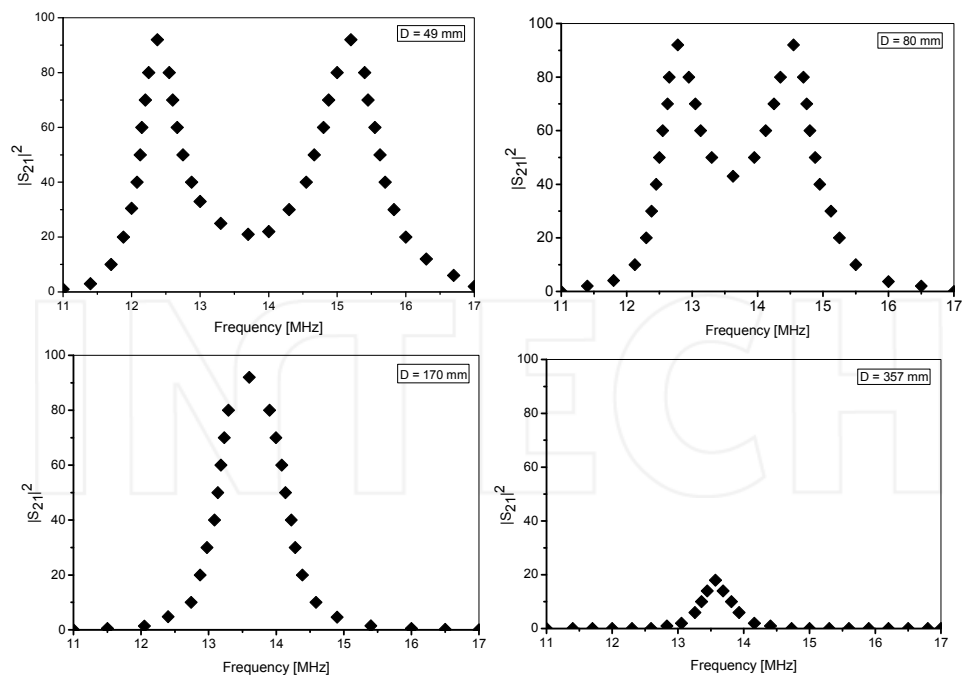 D = 49 mm
100
80
60
40
20
0
|S21|²
11 12 13 14 15 16 17
Frequency [MHz]
D = 80 mm
100
80
60
40
20
0
|S21|²
11 12 13 14 15 16 17
Frequency [MHz]
D = 170 mm
100
80
60
40
20
0
|S21|²
11 12 13 14 15 16 17
Frequency [MHz]
D = 357 mm
100
80
60
40
20
0
|S21|²
11 12 13 14 15 16 17
Frequency [MHz]
INTECH